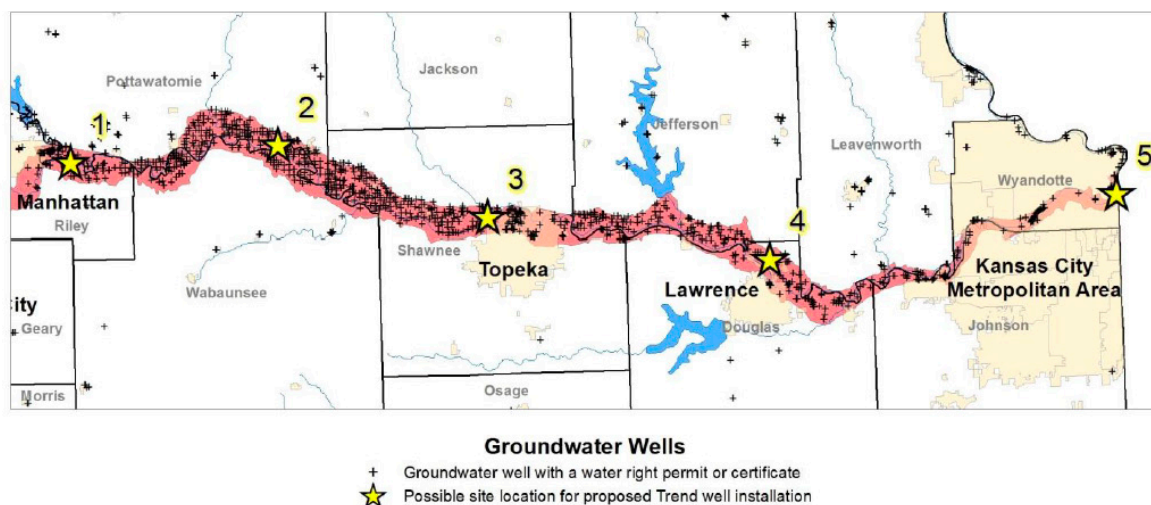 Pottawatomie
Jackson
1
2
Jefferson
Leavenworth
5
Wyandotte
3
Manhattan
Riley
4
Shawnee
Topeka
Wabaunsee
Lawrence
Kansas City
Metropolitan Area
City
Geary
Douglas
Johnson
Morris
Osage
Groundwater Wells
Groundwater well with a water right permit or certificate
Possible site location for proposed Trend well installation